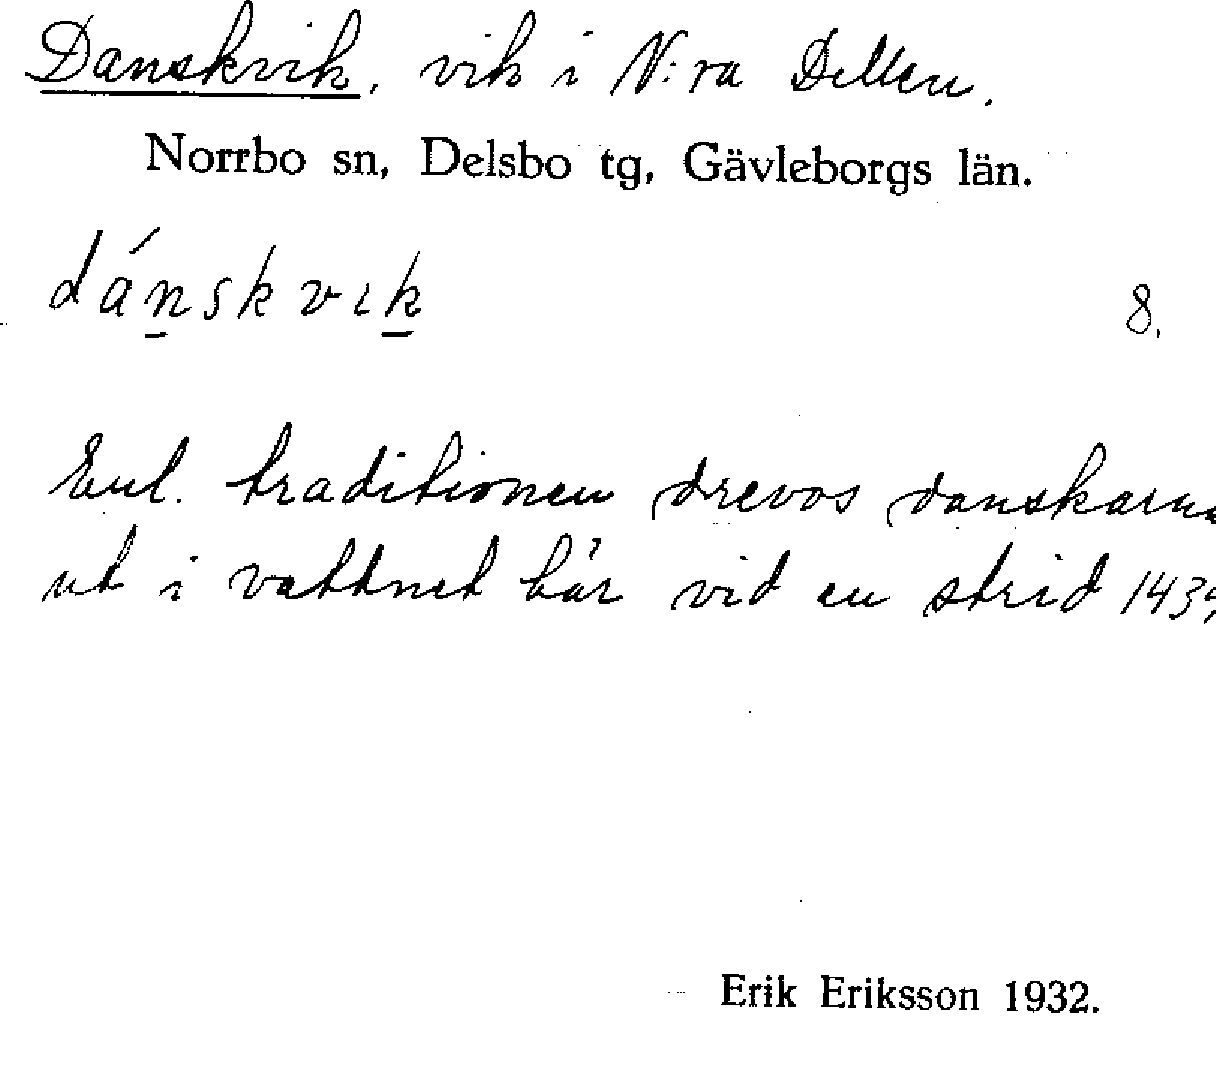 Danskvik, vik i N:ra Dellen.
Norrbo sn, Delsbo tg, Gävleborgs län.
dánskvık 8.
Enl. traditionen drevos danskarna
ut i vattnet här vid en strid
Erik Eriksson 1932.